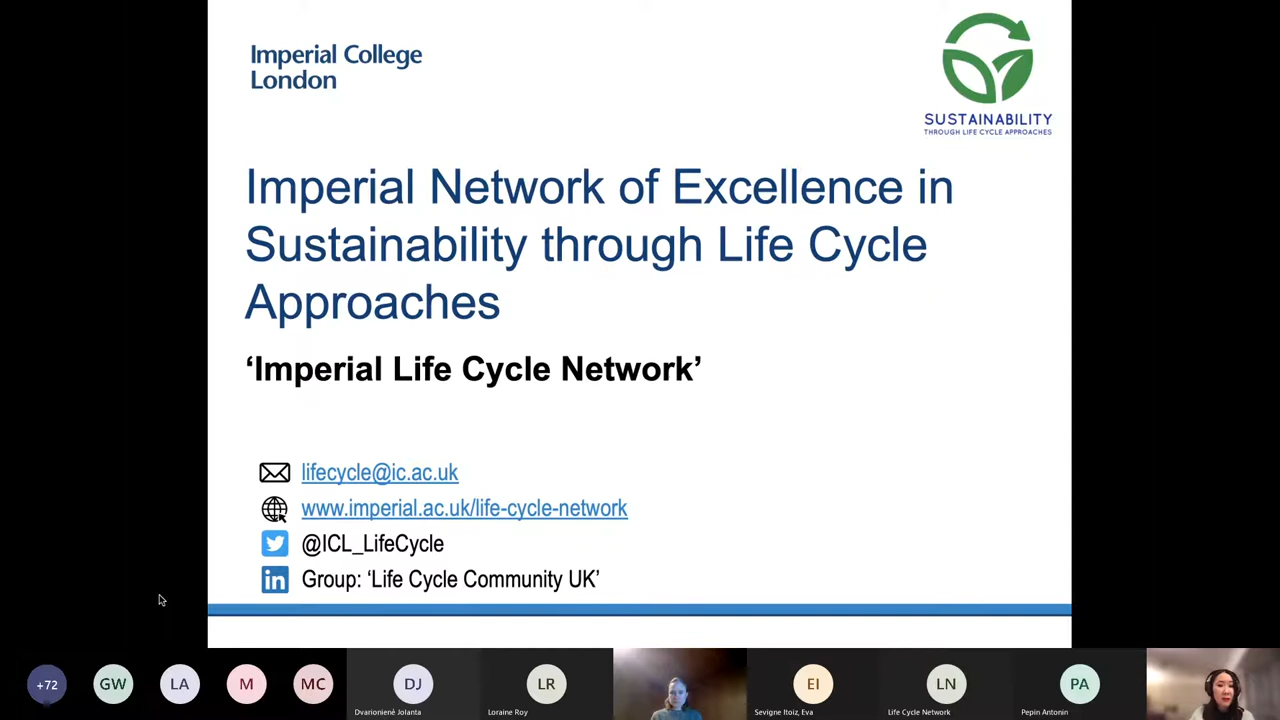 Imperial College
London
SUSTAINABILITY
THROUGH LIFE CYCLE APPROACHES
Imperial Network of Excellence in
Sustainability through Life Cycle
Approaches
‘Imperial Life Cycle Network’
lifecycle@ic.ac.uk
www.imperial.ac.uk/life-cycle-network
@ICL_LifeCycle
in Group: ‘Life Cycle Community UK’
+72 GW LA M MC DJ LR EI LN PA
Dvarionienė Jolanta Loraine Roy Sevigne Itoiz, Eva Life Cycle Network Pepin Antonin